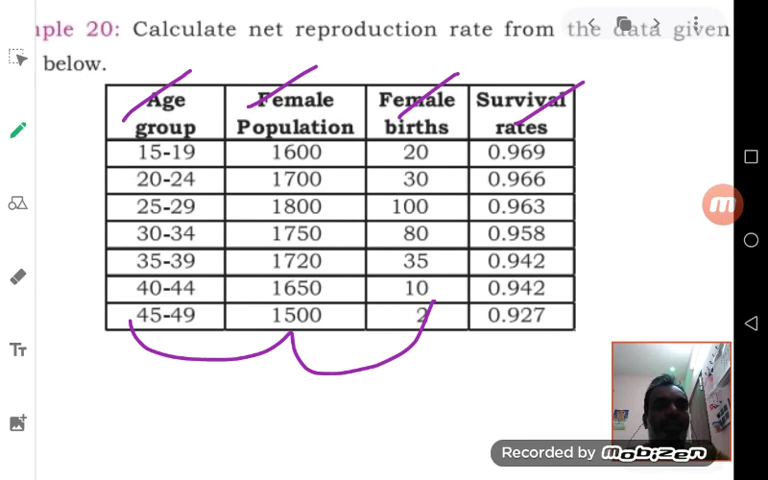 ple 20: Calculate net reproduction rate from the data given
below.
Age group Female Population Female births Survival rates
15-19 1600 20 0.969
20-24 1700 30 0.966
25-29 1800 100 0.963
30-34 1750 80 0.958
35-39 1720 35 0.942
40-44 1650 10 0.942
45-49 1500 2 0.927
Tт
m
Recorded by mobizen